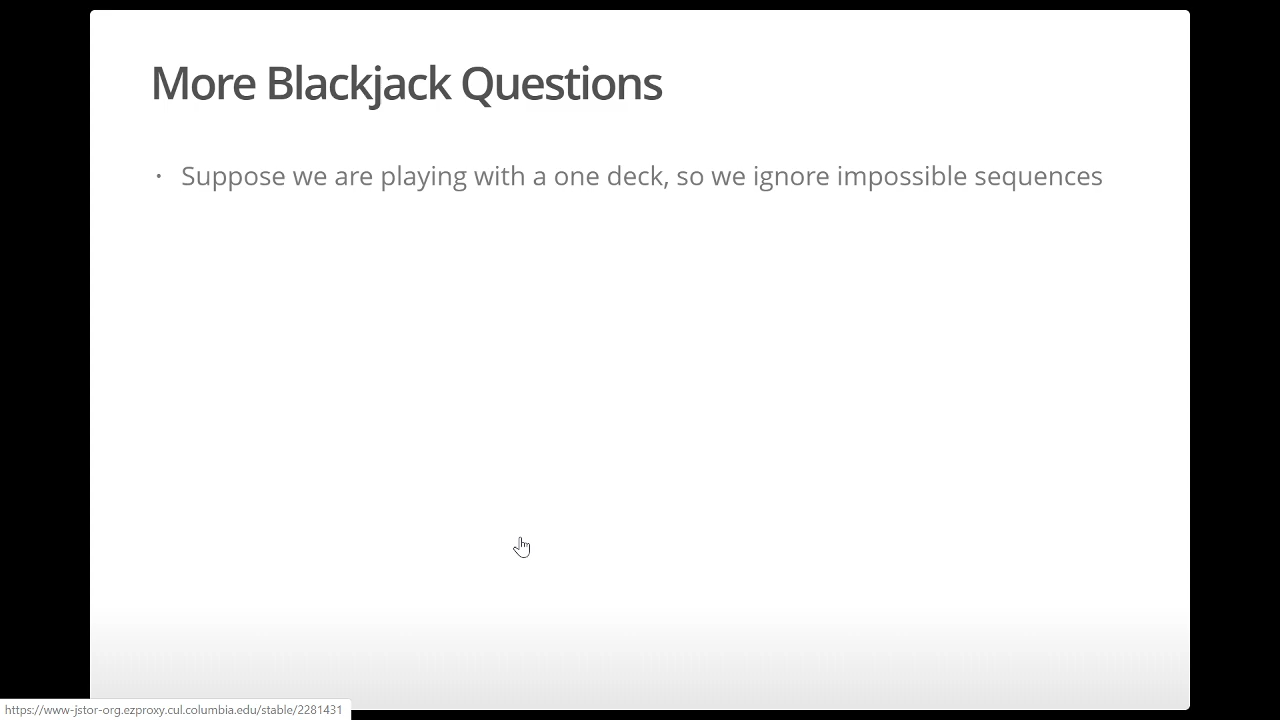 More Blackjack Questions
• Suppose we are playing with a one deck, so we ignore impossible sequences
https://www-jstor-org.ezproxy.cul.columbia.edu/stable/2281431